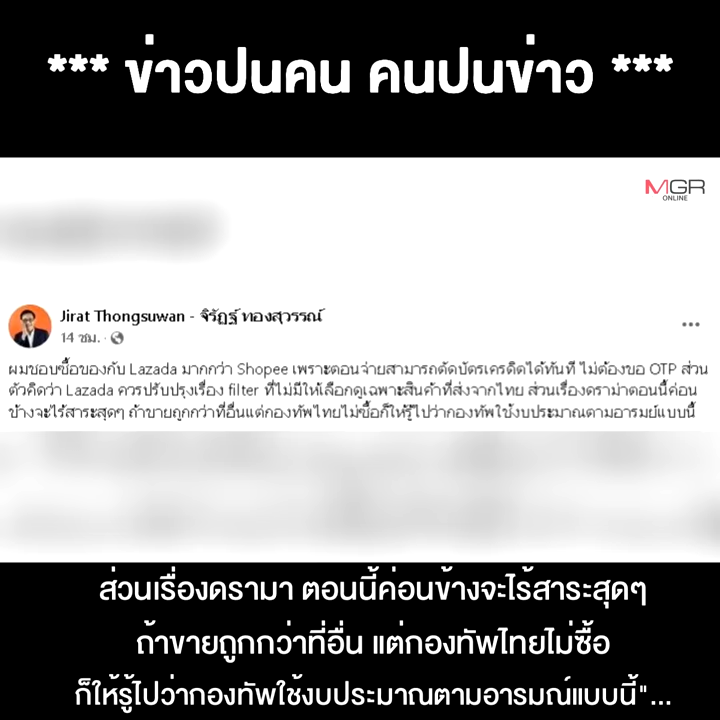 *** ข่าวปนคน คนปนข่าว ***
MGR
ONLINE
Jirat Thongsuwan - จิรัฏฐ์ ทองสุวรรณ์
14 ชม. ·
ผมชอบซื้อของกับ Lazada มากกว่า Shopee เพราะตอนจ่ายสามารถตัดบัตรเครดิตได้ทันที ไม่ต้องขอ OTP ส่วน
ตัวคิดว่า Lazada ควรปรับปรุงเรื่อง filter ที่ไม่มีให้เลือกดูเฉพาะสินค้าที่ส่งจากไทย ส่วนเรื่องดราม่าตอนนี้ค่อน
ข้างจะไร้สาระสุดๆ ถ้าขายถูกกว่าที่อื่นแต่กองทัพไทยไม่ซื้อก็ให้รู้ไปว่ากองทัพใช้งบประมาณตามอารมย์แบบนี้
ส่วนเรื่องดรามา ตอนนี้ค่อนข้างจะไร้สาระสุดๆ
ถ้าขายถูกกว่าที่อื่น แต่กองทัพไทยไม่ซื้อ
ก็ให้รู้ไปว่ากองทัพใช้งบประมาณตามอารมณ์แบบนี้"...